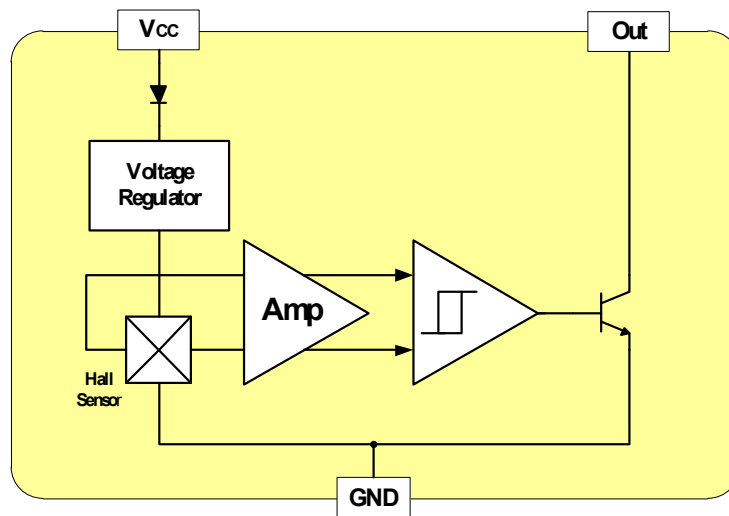 Vcc
Out
Voltage
Regulator
Amp
Hall
Sensor
GND